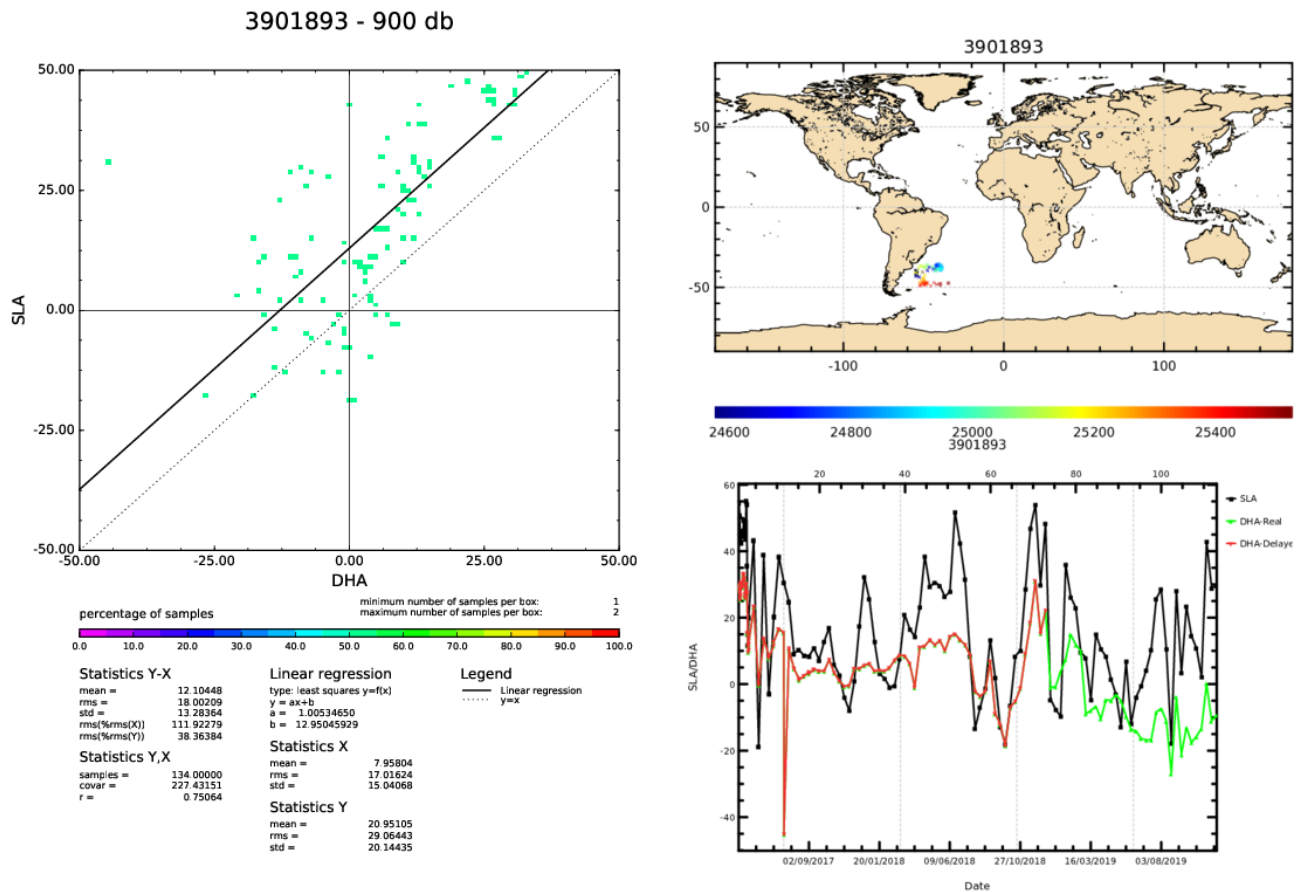 3901893 - 900 db
50.00
25.00
0.00
-25.00
-50.00
SLA
-50.00 -25.00 0.00 25.00 50.00
DHA
percentage of samples
minimum number of samples per box: 1
maximum number of samples per box: 2
0.0 10.0 20.0 30.0 40.0 50.0 60.0 70.0 80.0 90.0 100.0
Statistics Y-X
mean = 12.10448
rms = 18.00209
std = 13.28364
rms(%rms(X)) 111.92279
rms(%rms(Y)) 38.36384
Statistics Y,X
samples = 134.00000
covar = 227.43151
r = 0.75064
Linear regression
type: least squares y=f(x)
y = ax+b
a = 1.00534650
b = 12.95045929
Statistics X
mean = 7.95804
rms = 17.01624
std = 15.04068
Statistics Y
mean = 20.95105
rms = 29.06443
std = 20.14435
Legend
Linear regression
y=x
3901893
50
0
-50
-100 0 100
24600 24800 25000 25200 25400
3901893
20 40 60 80 100
60
40
20
0
-20
-40
SLA/DHA
SLA
DHA-Real
DHA-Delaye
02/09/2017 20/01/2018 09/06/2018 27/10/2018 16/03/2019 03/08/2019
Date